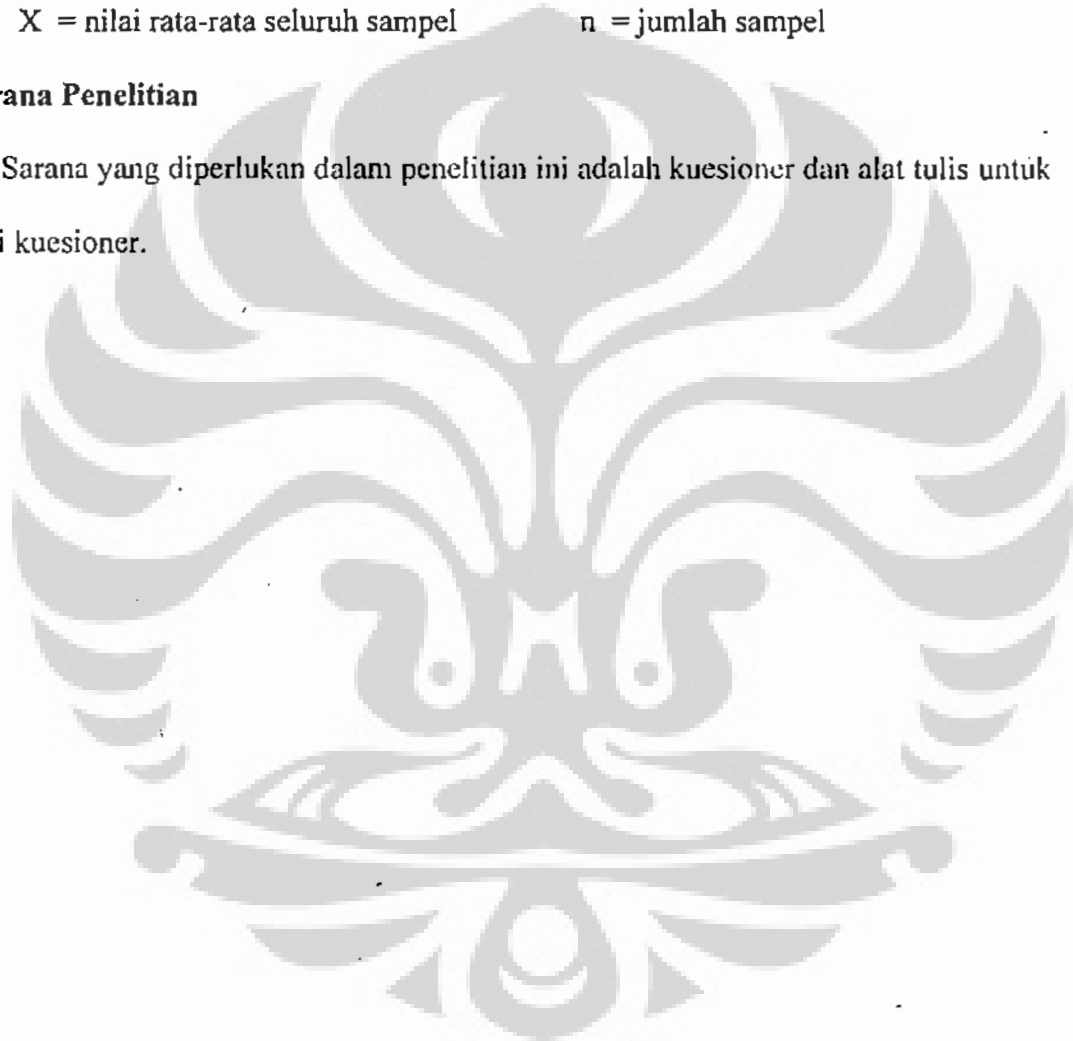 X = nilai rata-rata seluruh sampel n = jumlah sampel
rana Penelitian
Sarana yang diperlukan dalam penelitian ini adalah kuesioner dan alat tulis untuk
i kuesioner.